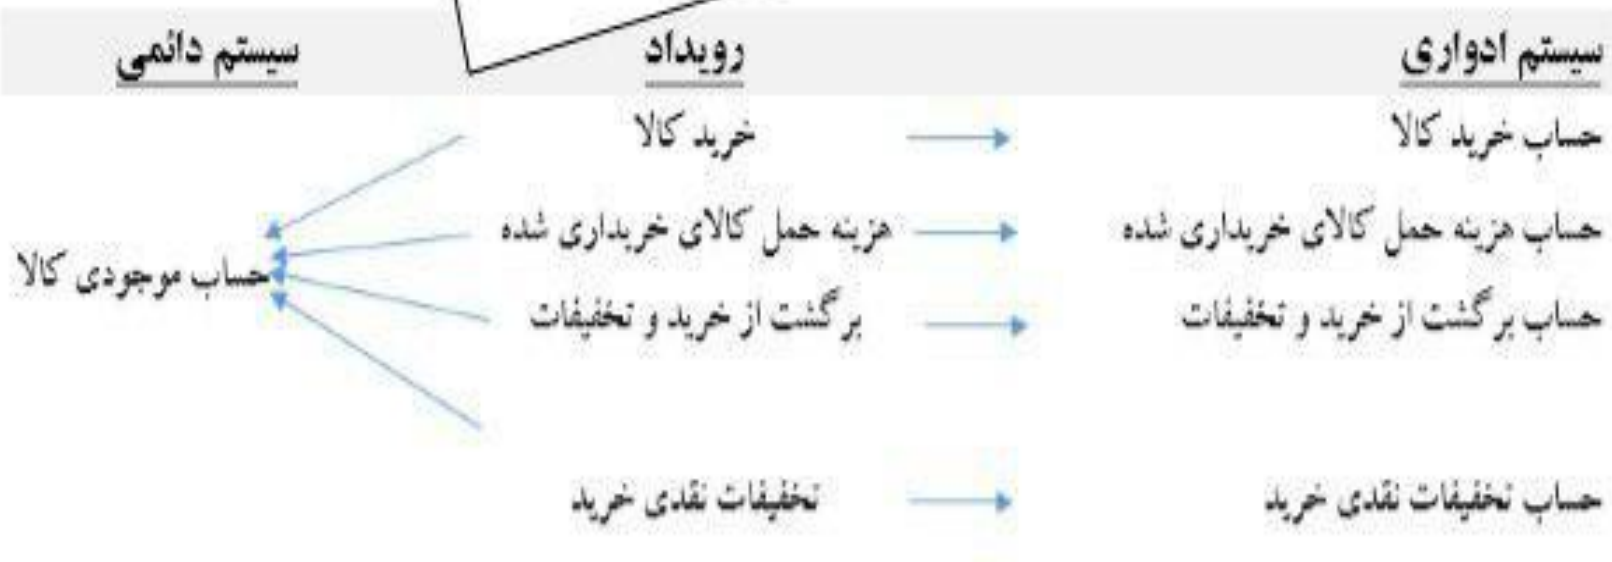 سیستم ادواری رویداد سیستم دائمی
حساب خرید کالا خرید کالا
حساب هزینه حمل کالای خریداری شده هزینه حمل کالای خریداری شده
حساب موجودی کالا
حساب برگشت از خرید و تخفیفات برگشت از خرید و تخفیفات
حساب تخفیفات نقدی خرید تخفیفات نقدی خرید